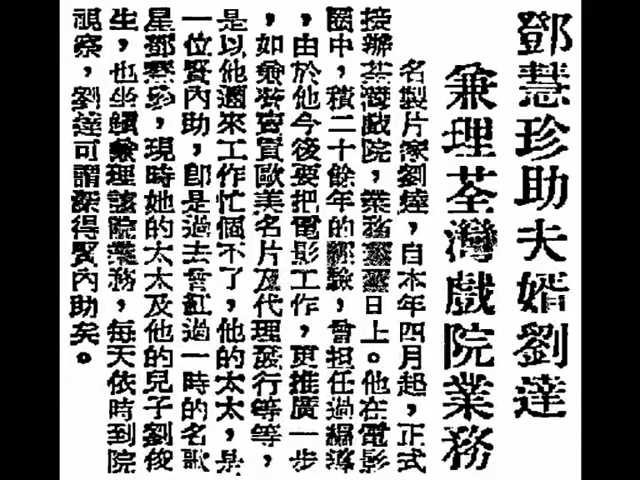 鄧慧珍助夫婿劉達
兼理荃灣戲院業務
名製片家劉達,自本年四月起,正式
接辦荃灣戲院,業務日上。他在電影
圈中,積二十餘年的經驗,曾担任過編導
,由於他今後要把電影工作,更推廣一步
,如兼發賣買歐美名片及代理發行等等,
是以他邇來工作忙個不了,他的太太,是
一位賢內助,卽是過去曾紅過一時的名歌
星鄧慧珍,現時她的太太及他的兒子劉俊
生,也坐鎮兼理該院業務,每天依時到院
視察,劉達可謂深得賢內助矣。